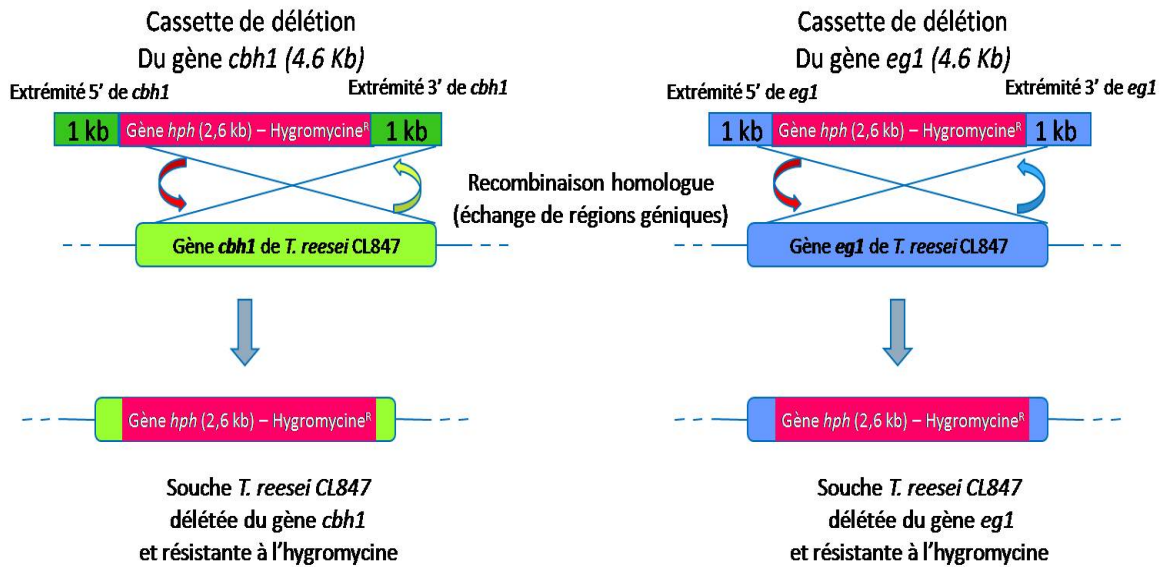 Cassette de délétion
Du gène cbh1 (4.6 Kb)
Extrémité 5’ de cbh1
Extrémité 3’ de cbh1
1 kb
Gène hph (2,6 kb) – Hygromycineᴿ
1 kb
Gène cbh1 de T. reesei CL847
Gène hph (2,6 kb) – Hygromycineᴿ
Souche T. reesei CL847
délétée du gène cbh1
et résistante à l’hygromycine
Recombinaison homologue
(échange de régions géniques)
Cassette de délétion
Du gène eg1 (4.6 Kb)
Extrémité 5’ de eg1
Extrémité 3’ de eg1
1 kb
Gène hph (2,6 kb) – Hygromycineᴿ
1 kb
Gène eg1 de T. reesei CL847
Gène hph (2,6 kb) – Hygromycineᴿ
Souche T. reesei CL847
délétée du gène eg1
et résistante à l’hygromycine